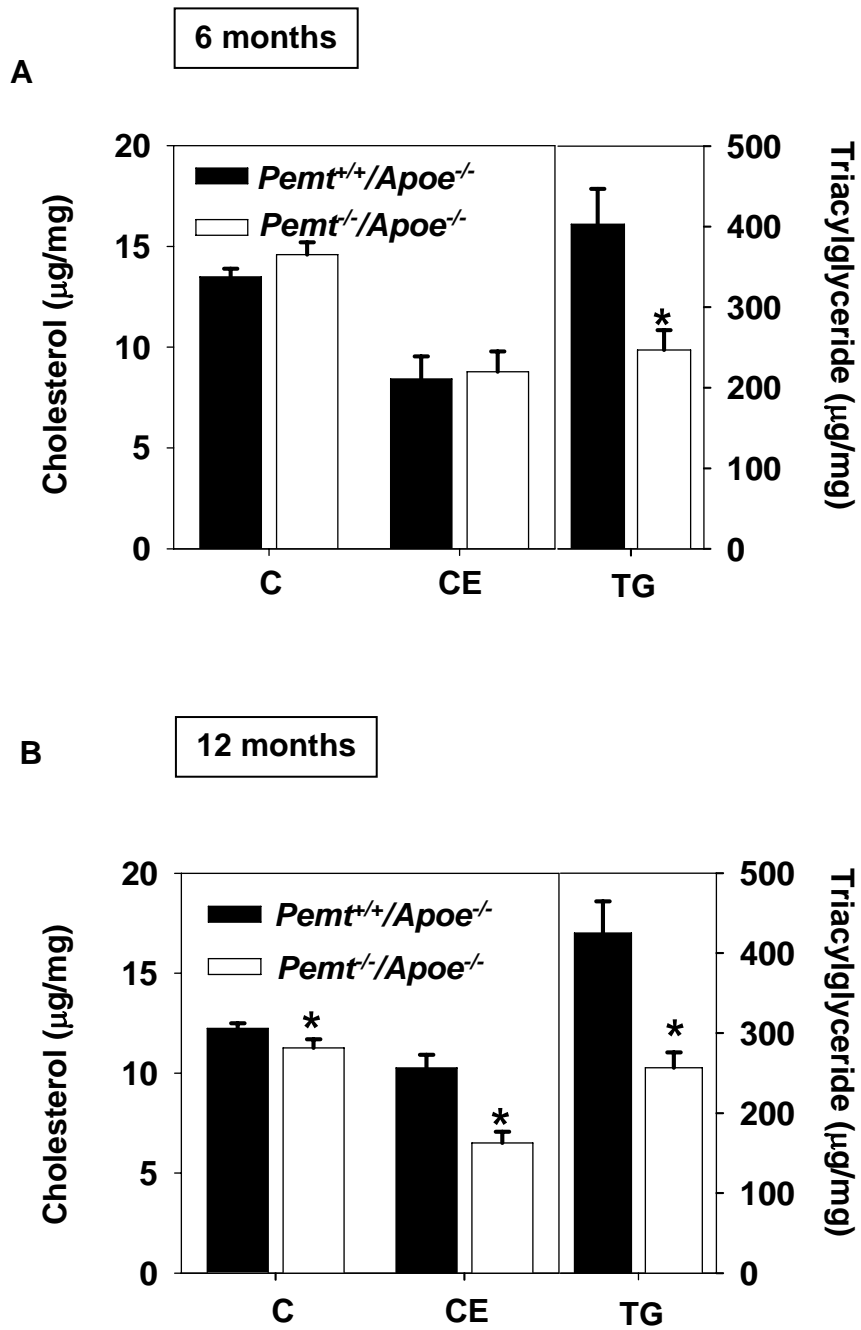 6 months
A
Cholesterol (μg/mg)
20
15
10
5
0
Pemt+/+/Apoe-/-
Pemt-/-/Apoe-/-
*
500
400
300
200
100
0
Triacylglyceride (μg/mg)
C CE TG
B
12 months
Cholesterol (μg/mg)
20
15
10
5
0
Pemt+/+/Apoe-/-
Pemt-/-/Apoe-/-
*
*
*
500
400
300
200
100
0
Triacylglyceride (μg/mg)
C CE TG